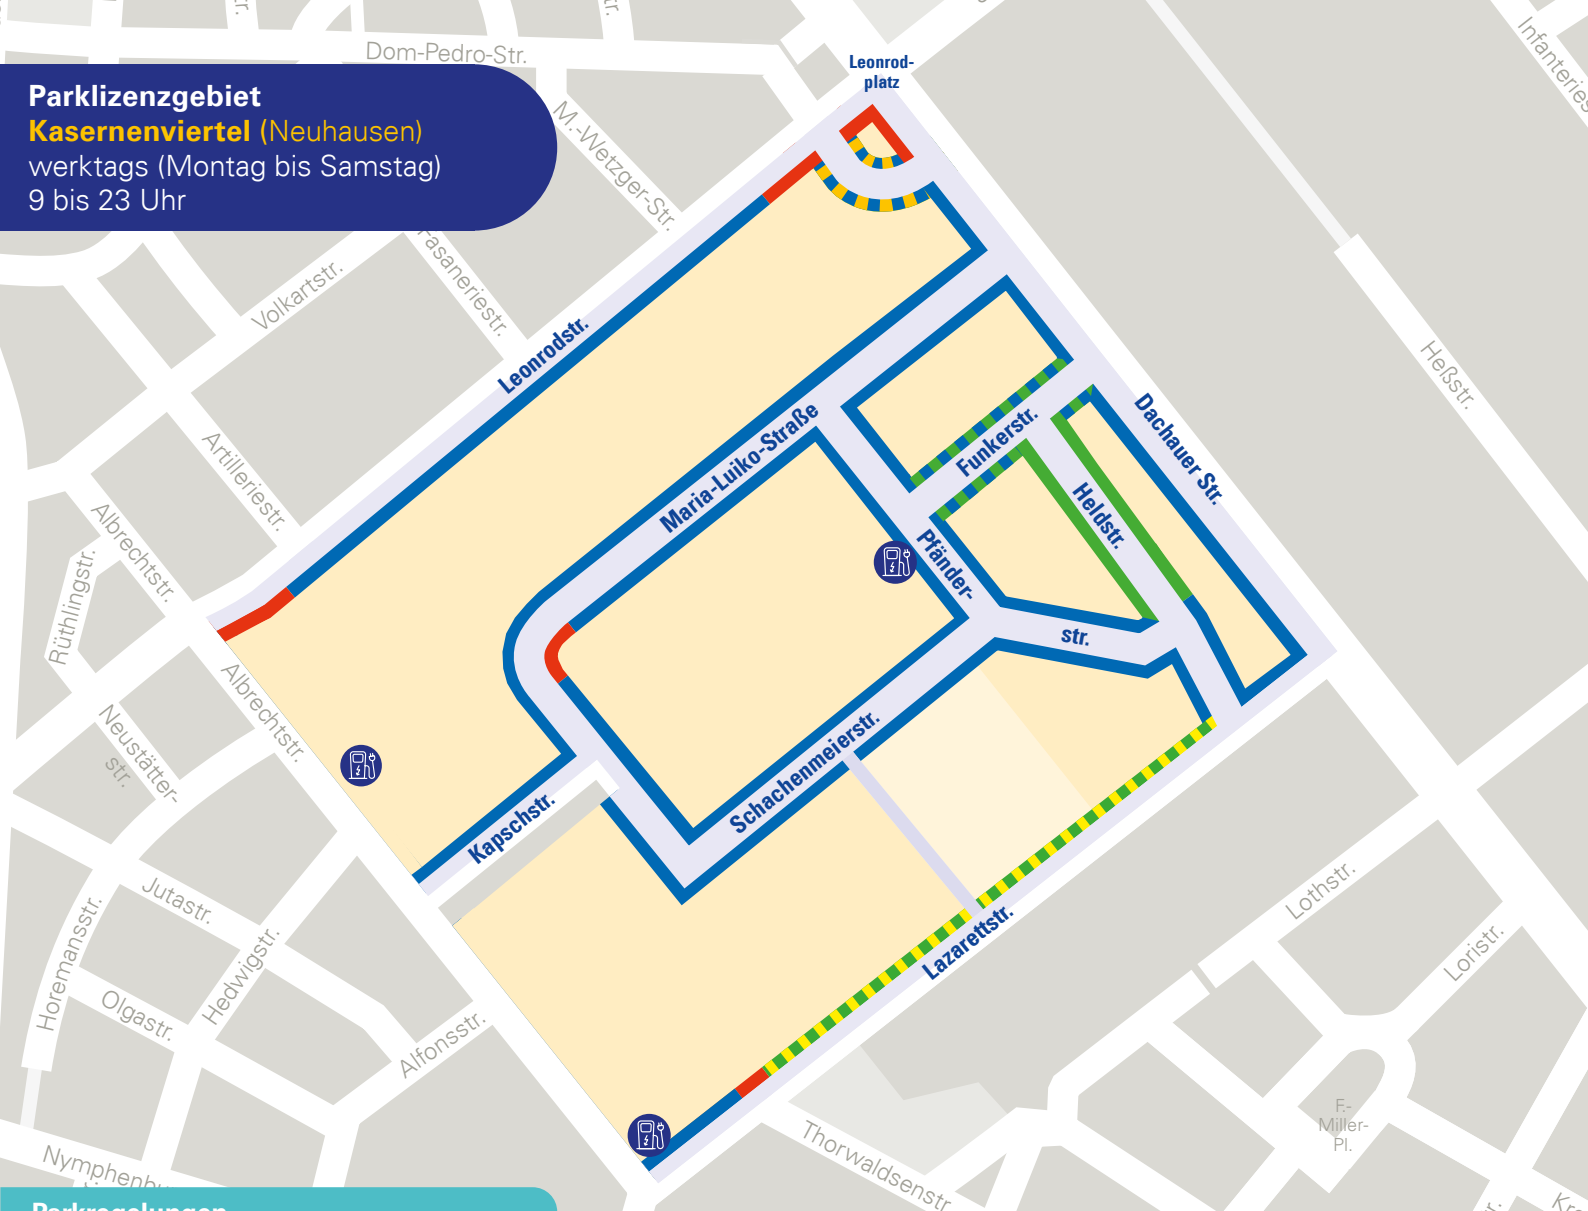 Parklizenzgebiet
Kasernenviertel (Neuhausen)
werktags (Montag bis Samstag)
9 bis 23 Uhr
Dom-Pedro-Str.
Leonrod-
platz
M.-Wetzger-Str.
Fasaneriestr.
Volkartstr.
Infanteries
Heßstr.
Leonrodstr.
Artilleriestr.
Albrechtstr.
Rüthlingstr.
Maria-Luiko-Straße
Funkerstr.
Dachauer Str.
Heldstr.
Pfänder-
str.
Albrechtstr.
Neustätter-
str.
Schachenmeierstr.
Kapschstr.
Lazarettstr.
Lothstr.
Loristr.
Jutastr.
Horemansstr.
Hedwigstr.
Olgastr.
Alfonsstr.
F.-
Miller-
Pl.
Thorwaldsenstr
Nymphenbu
Parkregelungen